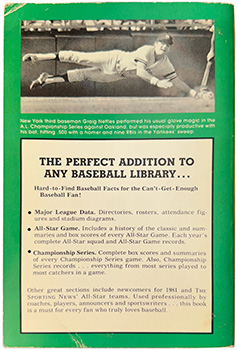 New York third baseman Graig Nettles performed his usual glove magic in the
A.L. Championship Series against Oakland, but was especially productive with
his bat, hitting .500 with a homer and nine RBIs in the Yankees' sweep.
THE PERFECT ADDITION TO
ANY BASEBALL LIBRARY...
Hard-to-Find Baseball Facts for the Can't-Get-Enough
Baseball Fan!
• Major League Data. Directories, rosters, attendance fig-
ures and stadium diagrams.
• All-Star Game. Includes a history of the classic and sum-
maries and box scores of every All-Star Game. Each year's
complete All-Star squad and All-Star Game records.
• Championship Series. Complete box scores and summaries
of every Championship Series game. Also, Championship
Series records . . . everything from most series played to
most catchers in a game.
Other great sections include newcomers for 1981 and THE
SPORTING NEWS' All-Star teams. Used professionally by
coaches, players, announcers and sportswriters . . . this book
is a must for every fan who truly loves baseball.